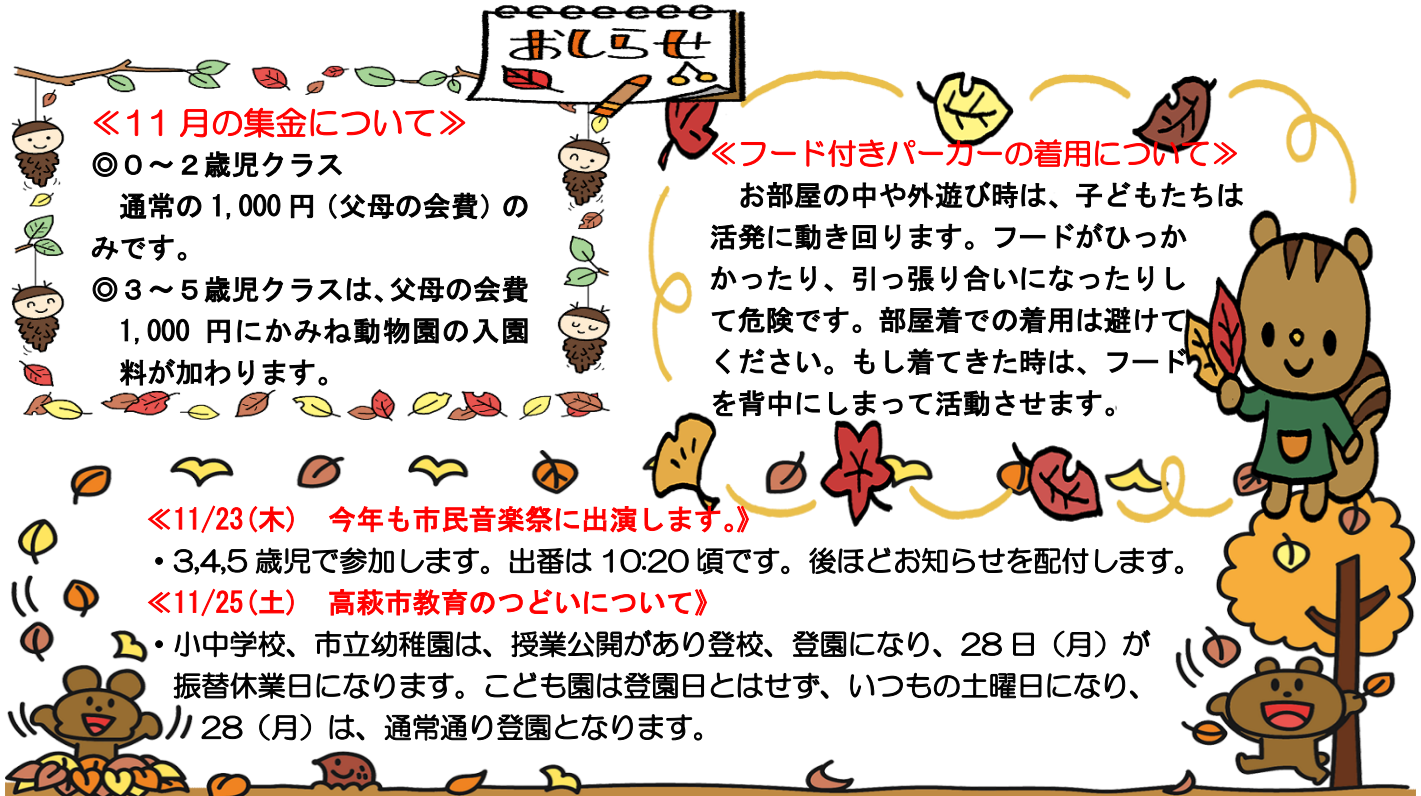 おしらせ
≪11月の集金について≫
◎０～２歳児クラス
通常の1,000円（父母の会費）の
みです。
◎３～５歳児クラスは、父母の会費
1,000 円にかみね動物園の入園
料が加わります。
≪フード付きパーカーの着用について≫
お部屋の中や外遊び時は、子どもたちは
活発に動き回ります。フードがひっか
かったり、引っ張り合いになったりし
て危険です。部屋着での着用は避けて
ください。もし着てきた時は、フード
を背中にしまって活動させます。
≪11/23(木)　今年も市民音楽祭に出演します。》
・3,4,5歳児で参加します。出番は10:20頃です。後ほどお知らせを配付します。
≪11/25(土)　高萩市教育のつどいについて》
・小中学校、市立幼稚園は、授業公開があり登校、登園になり、28日（月）が
振替休業日になります。こども園は登園日とはせず、いつもの土曜日になり、
28（月）は、通常通り登園となります。